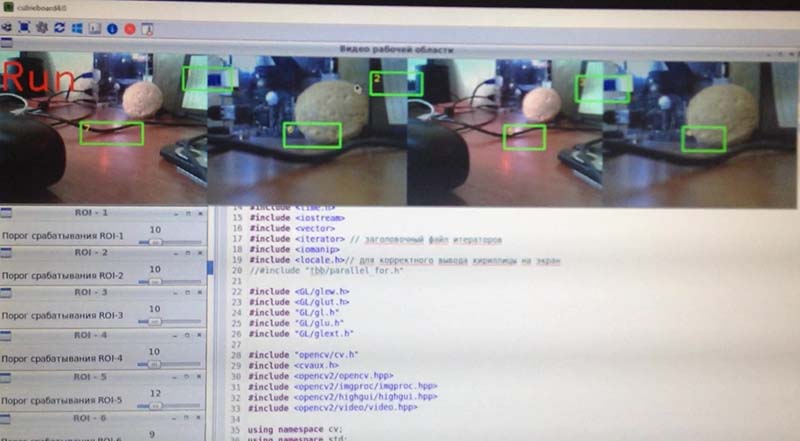 cubieboard4.0
Видео рабочей области
Run
2
7
ROI - 1
Порог срабатывания ROI-1
10
ROI - 2
Порог срабатывания ROI-2
10
ROI - 3
Порог срабатывания ROI-3
10
ROI - 4
Порог срабатывания ROI-4
10
ROI - 5
Порог срабатывания ROI-5
12
ROI - 6
9
14 #include <time.h>
15 #include <iostream>
16 #include <vector>
17 #include <iterator> // заголовочный файл итераторов
18 #include <iomanip>
19 #include <locale.h>// для корректного вывода кириллицы на экран
20 //#include "tbb/parallel_for.h"
21
22 #include <GL/glew.h>
23 #include <GL/glut.h>
24 #include "GL/gl.h"
25 #include "GL/glu.h"
26 #include "GL/glext.h"
27
28 #include "opencv/cv.h"
29 #include <cvaux.h>
30 #include <opencv2/opencv.hpp>
31 #include <opencv2/imgproc/imgproc.hpp>
32 #include <opencv2/highgui/highgui.hpp>
33 #include <opencv2/video/video.hpp>
34
35 using namespace cv;
36 using namespace std;